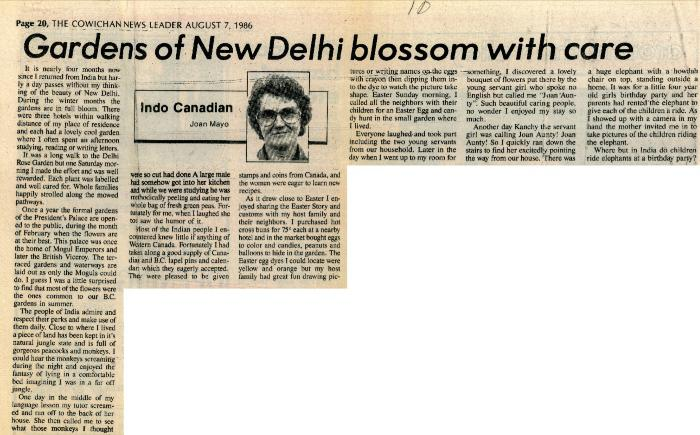 10
Page 20, THE COWICHAN NEWS LEADER AUGUST 7, 1986
Gardens of New Delhi blossom with care
Indo Canadian
Joan Mayo
It is nearly four months now
since I returned from India but har-
ly a day passes without my think-
ing of the beauty of New Delhi.
During the winter months the
gardens are in full bloom. There
were three hotels within walking
distance of my place of residence
and each had a lovely cool garden
where I often spent an afternoon
studying, reading or writing letters.
It was a long walk to the Delhi
Rose Garden but one Saturday mor-
ning I made the effort and was well
rewarded. Each plant was labelled
and well cared for. Whole families
happily strolled along the mowed
pathways.
Once a year the formal gardens
of the President's Palace are open-
ed to the public, during the month
of February when the flowers are
at their best. This palace was once
the home of Mogul Emperors and
later the British Viceroy. The ter-
raced gardens and waterways are
laid out as only the Moguls could
do. I guess I was a little surprised
to find that most of the flowers were
the ones common to our B.C.
gardens in summer.
The people of India admire and
respect their parks and make use of
them daily. Close to where I lived
a piece of land has been kept in it's
natural jungle state and is full of
gorgeous peacocks and monkeys. I
could hear the monkeys screaming
during the night and enjoyed the
fantasy of lying in a comfortable
bed imagining I was in a far off
jungle.
One day in the middle of my
language lesson my tutor scream-
ed and ran off to the back of her
house. She then called me to see
what those monkeys I thought
were so cut had done A large male
had somehow got into her kitchen
and while we were studying he was
methodically peeling and eating her
whole bag of fresh green peas. For-
tunately for me, when I laughed she
too saw the humor of it.
Most of the Indian people I en-
countered knew little if anything of
Western Canada. Fortunately I had
taken along a good supply of Cana-
dian and B.C. lapel pins and calen-
dars which they eagerly accepted.
They were pleased to be given
stamps and coins from Canada, and
the women were eager to learn new
recipes.
As it drew close to Easter I en-
joyed sharing the Easter Story and
customs with my host family and
their neighbors. I purchased hot
cross buns for 75¢ each at a nearby
hotel and in the market bought eggs
to color and candies, peanuts and
balloons to hide in the garden. The
Easter egg dyes I could locate were
yellow and orange but my host
family had great fun drawing pic-
tures or writing names on the eggs
with crayon then dipping them in-
to the dye to watch the picture take
shape. Easter Sunday morning, I
called all the neighbors with their
children for an Easter Egg and can-
dy hunt in the small garden where
I lived.
Everyone laughed and took part
including the two young servants
from our household. Later in the
day when I went up to my room for
something, I discovered a lovely
bouquet of flowers put there by the
young servant girl who spoke no
English but called me "Joan 'Aun-
ty". Such beautiful caring people,
no wonder I enjoyed my stay so
much.
Another day Kanchy the servant
girl was calling Joan Aunty! Joan
Aunty! So I quickly ran down the
stairs to find her excitedly pointing
the way from our house. There was
a huge elephant with a howdah
chair on top, standing outside a
home. It was for a little four year
old girls birthday party and her
parents had rented the elephant to
give each of the children a ride. As
I showed up with a camera in my
hand the mother invited me in to
take pictures of the children riding
the elephant.
Where but in India do children
ride elephants at a birthday party?